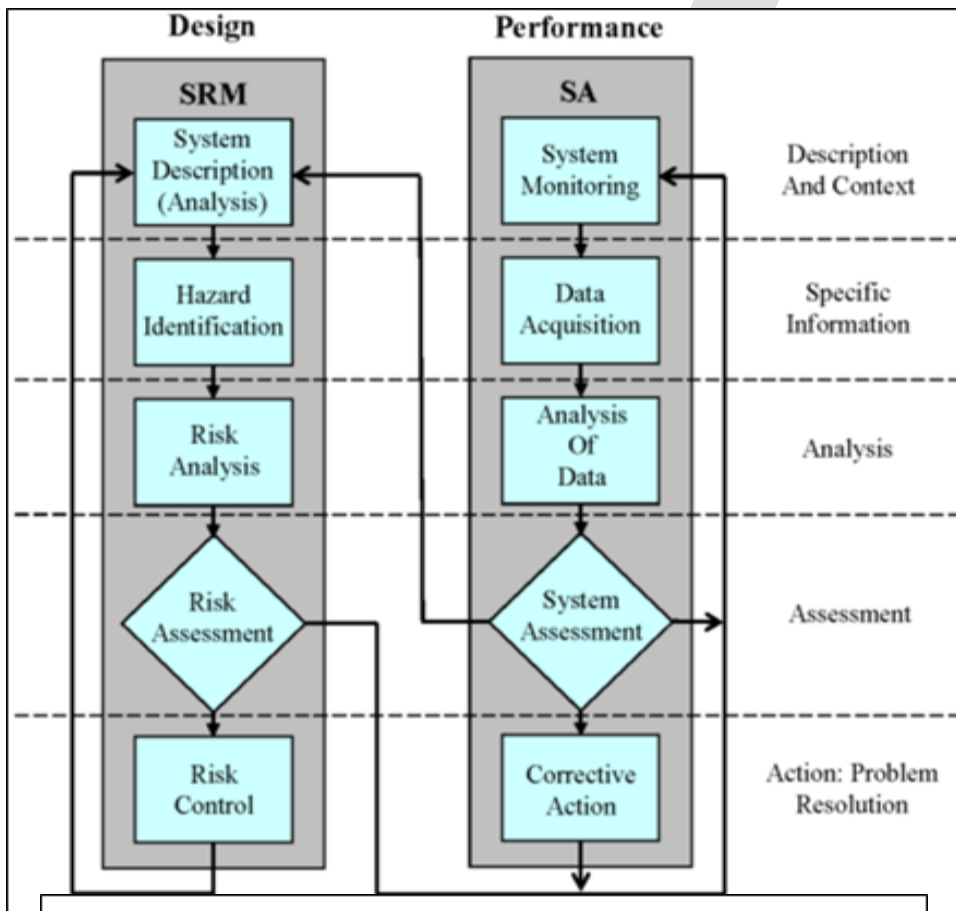 Design
Performance
SRM
SA
System
Description
(Analysis)
System
Monitoring
Description
And Context
Hazard
Identification
Data
Acquisition
Specific
Information
Risk
Analysis
Analysis
Of
Data
Analysis
Risk
Assessment
System
Assessment
Assessment
Risk
Control
Corrective
Action
Action: Problem
Resolution